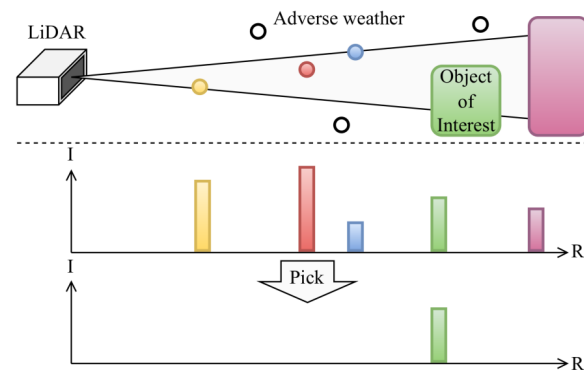 Adverse weather
LiDAR
Object
of
Interest
I
R
Pick
I
R